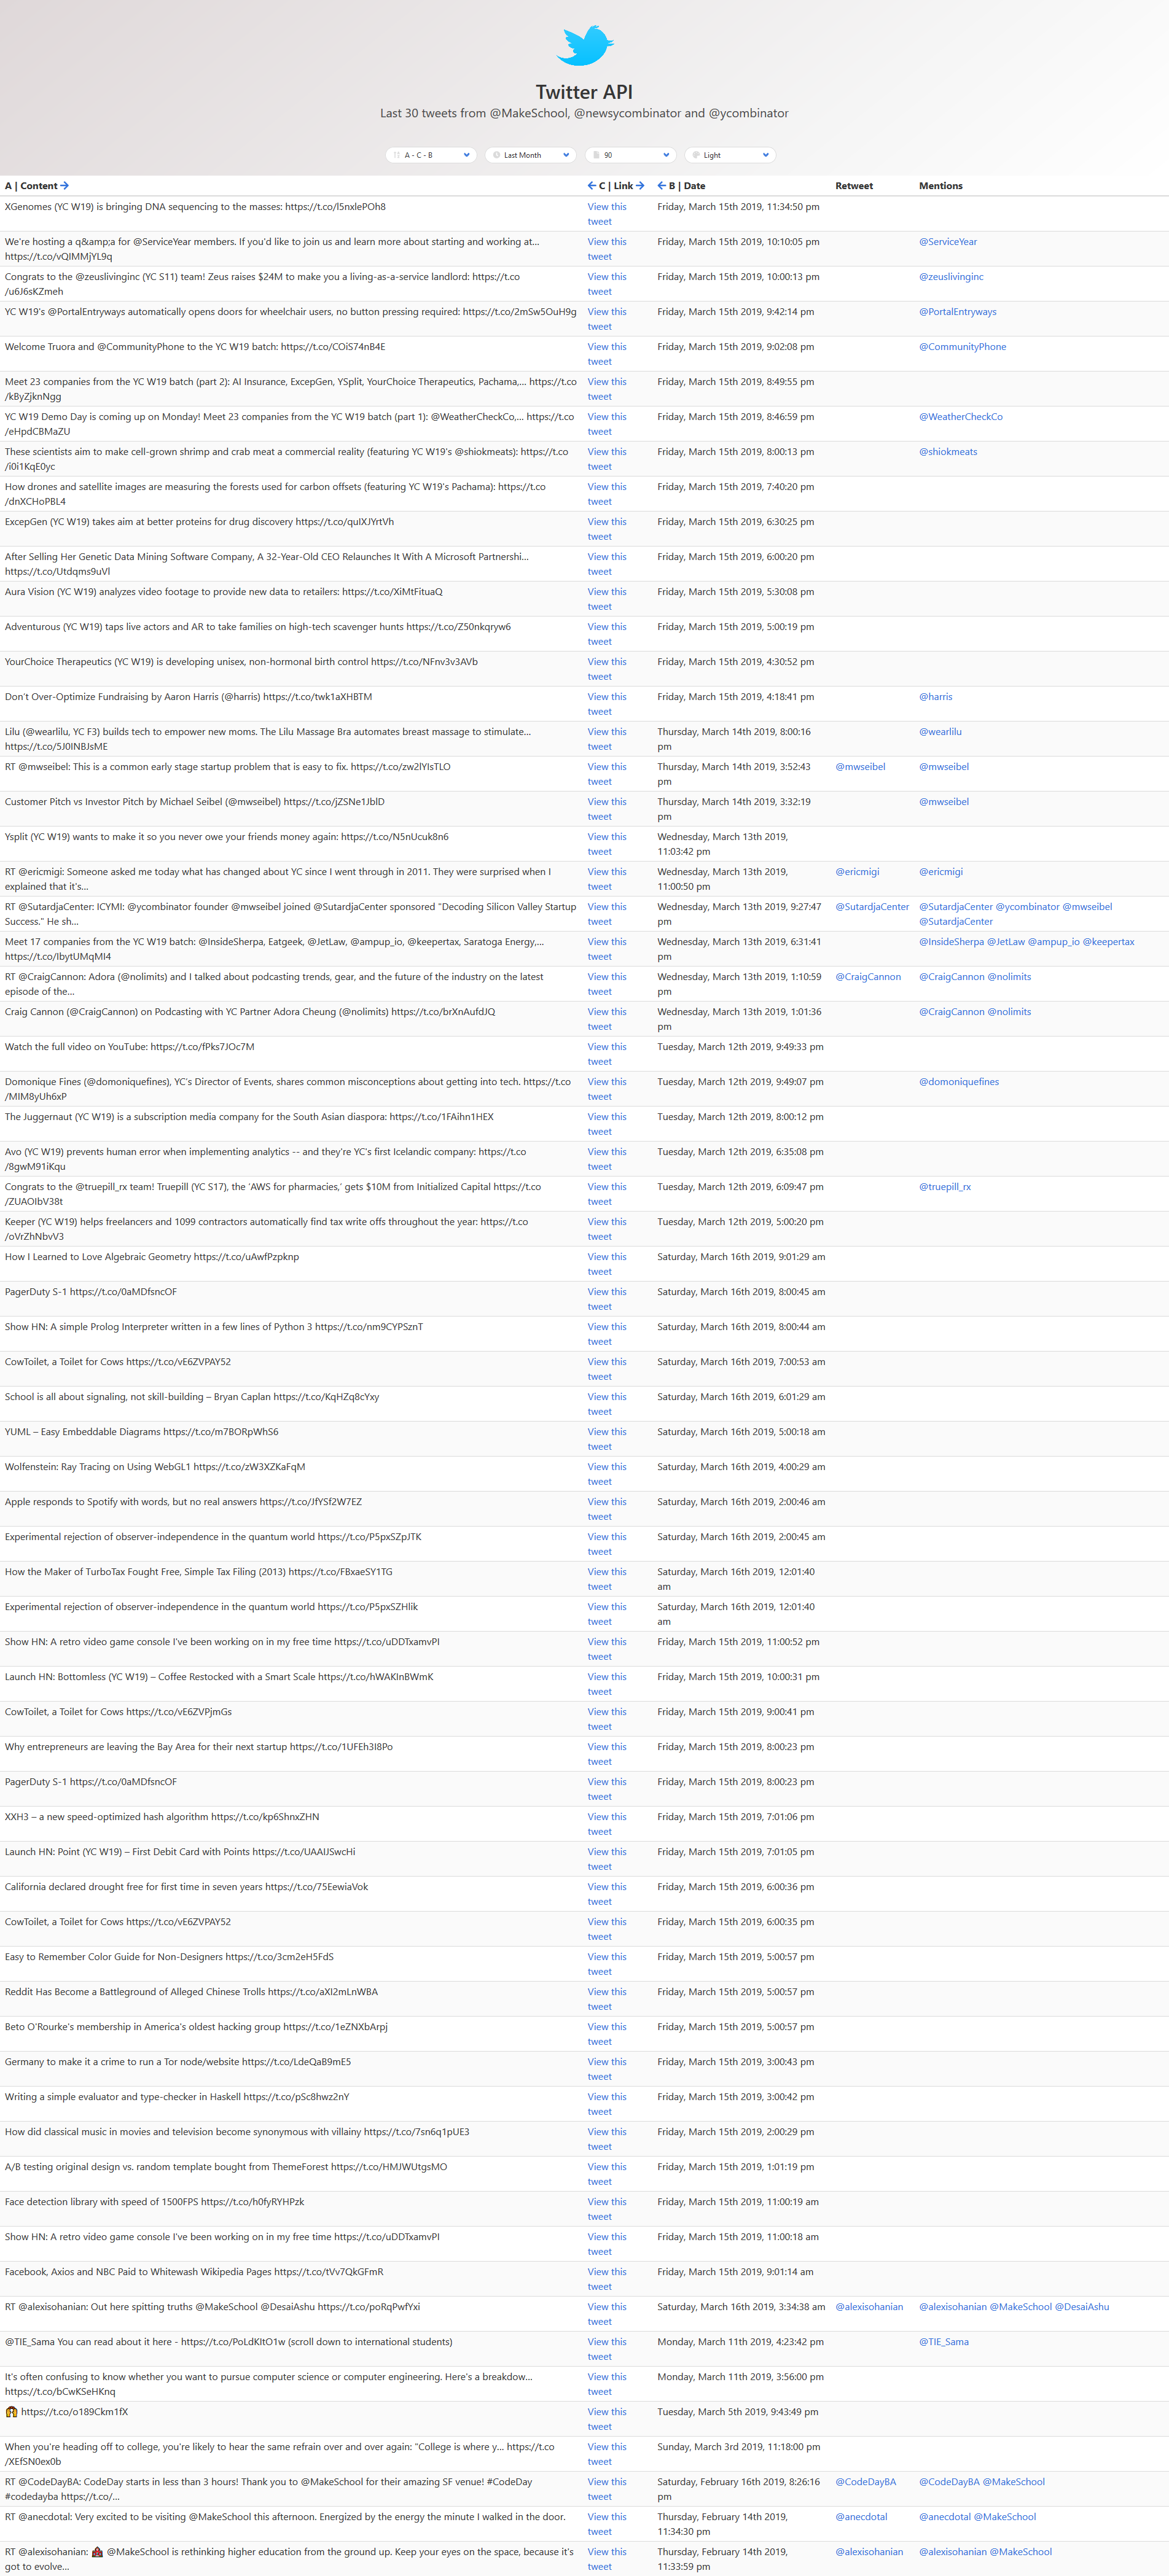 Twitter API
Last 30 tweets from @MakeSchool, @newsycombinator and @ycombinator
A - C - B Last Month 90 Light
A | Content → ← C | Link → ← B | Date Retweet Mentions
XGenomes (YC W19) is bringing DNA sequencing to the masses: https://t.co/l5nxlePOh8 View this Friday, March 15th 2019, 11:34:50 pm
tweet
We're hosting a q&amp;a for @ServiceYear members. If you'd like to join us and learn more about starting and working at... View this Friday, March 15th 2019, 10:10:05 pm @ServiceYear
https://t.co/vQIMMjYL9q tweet
Congrats to the @zeuslivinginc (YC S11) team! Zeus raises $24M to make you a living-as-a-service landlord: https://t.co View this Friday, March 15th 2019, 10:00:13 pm @zeuslivinginc
/u6J6sKZmeh tweet
YC W19's @PortalEntryways automatically opens doors for wheelchair users, no button pressing required: https://t.co/2mSw5OuH9g View this Friday, March 15th 2019, 9:42:14 pm @PortalEntryways
tweet
Welcome Truora and @CommunityPhone to the YC W19 batch: https://t.co/COiS74nB4E View this Friday, March 15th 2019, 9:02:08 pm @CommunityPhone
tweet
Meet 23 companies from the YC W19 batch (part 2): AI Insurance, ExcepGen, YSplit, YourChoice Therapeutics, Pachama,... https://t.co View this Friday, March 15th 2019, 8:49:55 pm
/kByZjknNgg tweet
YC W19 Demo Day is coming up on Monday! Meet 23 companies from the YC W19 batch (part 1): @WeatherCheckCo,... https://t.co View this Friday, March 15th 2019, 8:46:59 pm @WeatherCheckCo
/eHpdCBMaZU tweet
These scientists aim to make cell-grown shrimp and crab meat a commercial reality (featuring YC W19's @shiokmeats): https://t.co View this Friday, March 15th 2019, 8:00:13 pm @shiokmeats
/i0i1KqE0yc tweet
How drones and satellite images are measuring the forests used for carbon offsets (featuring YC W19's Pachama): https://t.co View this Friday, March 15th 2019, 7:40:20 pm
/dnXCHoPBL4 tweet
ExcepGen (YC W19) takes aim at better proteins for drug discovery https://t.co/quIXJYrtVh View this Friday, March 15th 2019, 6:30:25 pm
tweet
After Selling Her Genetic Data Mining Software Company, A 32-Year-Old CEO Relaunches It With A Microsoft Partnershi... View this Friday, March 15th 2019, 6:00:20 pm
https://t.co/Utdqms9uVl tweet
Aura Vision (YC W19) analyzes video footage to provide new data to retailers: https://t.co/XiMtFituaQ View this Friday, March 15th 2019, 5:30:08 pm
tweet
Adventurous (YC W19) taps live actors and AR to take families on high-tech scavenger hunts https://t.co/Z50nkqryw6 View this Friday, March 15th 2019, 5:00:19 pm
tweet
YourChoice Therapeutics (YC W19) is developing unisex, non-hormonal birth control https://t.co/NFnv3v3AVb View this Friday, March 15th 2019, 4:30:52 pm
tweet
Don't Over-Optimize Fundraising by Aaron Harris (@harris) https://t.co/twk1aXHBTM View this Friday, March 15th 2019, 4:18:41 pm @harris
tweet
Lilu (@wearlilu, YC F3) builds tech to empower new moms. The Lilu Massage Bra automates breast massage to stimulate... View this Thursday, March 14th 2019, 8:00:16 @wearlilu
https://t.co/5J0INBJsME tweet pm
RT @mwseibel: This is a common early stage startup problem that is easy to fix. https://t.co/zw2lYIsTLO View this Thursday, March 14th 2019, 3:52:43 @mwseibel @mwseibel
tweet pm
Customer Pitch vs Investor Pitch by Michael Seibel (@mwseibel) https://t.co/jZSNe1JblD View this Thursday, March 14th 2019, 3:32:19 @mwseibel
tweet pm
Ysplit (YC W19) wants to make it so you never owe your friends money again: https://t.co/N5nUcuk8n6 View this Wednesday, March 13th 2019,
tweet 11:03:42 pm
RT @ericmigi: Someone asked me today what has changed about YC since I went through in 2011. They were surprised when I View this Wednesday, March 13th 2019, @ericmigi @ericmigi
explained that it's... tweet 11:00:50 pm
RT @SutardjaCenter: ICYMI: @ycombinator founder @mwseibel joined @SutardjaCenter sponsored "Decoding Silicon Valley Startup View this Wednesday, March 13th 2019, 9:27:47 @SutardjaCenter @SutardjaCenter @ycombinator @mwseibel
Success." He sh... tweet pm @SutardjaCenter
Meet 17 companies from the YC W19 batch: @InsideSherpa, Eatgeek, @JetLaw, @ampup_io, @keepertax, Saratoga Energy,... View this Wednesday, March 13th 2019, 6:31:41 @InsideSherpa @JetLaw @ampup_io @keepertax
https://t.co/IbytUMqMI4 tweet pm
RT @CraigCannon: Adora (@nolimits) and I talked about podcasting trends, gear, and the future of the industry on the latest View this Wednesday, March 13th 2019, 1:10:59 @CraigCannon @CraigCannon @nolimits
episode of the... tweet pm
Craig Cannon (@CraigCannon) on Podcasting with YC Partner Adora Cheung (@nolimits) https://t.co/brXnAufdJQ View this Wednesday, March 13th 2019, 1:01:36 @CraigCannon @nolimits
tweet pm
Watch the full video on YouTube: https://t.co/fPks7JOc7M View this Tuesday, March 12th 2019, 9:49:33 pm
tweet
Domonique Fines (@domoniquefines), YC's Director of Events, shares common misconceptions about getting into tech. https://t.co View this Tuesday, March 12th 2019, 9:49:07 pm @domoniquefines
/MIM8yUh6xP tweet
The Juggernaut (YC W19) is a subscription media company for the South Asian diaspora: https://t.co/1FAihn1HEX View this Tuesday, March 12th 2019, 8:00:12 pm
tweet
Avo (YC W19) prevents human error when implementing analytics -- and they're YC's first Icelandic company: https://t.co View this Tuesday, March 12th 2019, 6:35:08 pm
/8gwM91iKqu tweet
Congrats to the @truepill_rx team! Truepill (YC S17), the 'AWS for pharmacies,' gets $10M from Initialized Capital https://t.co View this Tuesday, March 12th 2019, 6:09:47 pm @truepill_rx
/ZUAOIbV38t tweet
Keeper (YC W19) helps freelancers and 1099 contractors automatically find tax write offs throughout the year: https://t.co View this Tuesday, March 12th 2019, 5:00:20 pm
/oVrZhNbvV3 tweet
How I Learned to Love Algebraic Geometry https://t.co/uAwfPzpknp View this Saturday, March 16th 2019, 9:01:29 am
tweet
PagerDuty S-1 https://t.co/0aMDfsncOF View this Saturday, March 16th 2019, 8:00:45 am
tweet
Show HN: A simple Prolog Interpreter written in a few lines of Python 3 https://t.co/nm9CYPSznT View this Saturday, March 16th 2019, 8:00:44 am
tweet
CowToilet, a Toilet for Cows https://t.co/vE6ZVPAY52 View this Saturday, March 16th 2019, 7:00:53 am
tweet
School is all about signaling, not skill-building – Bryan Caplan https://t.co/KqHZq8cYxy View this Saturday, March 16th 2019, 6:01:29 am
tweet
YUML – Easy Embeddable Diagrams https://t.co/m7BORpWhS6 View this Saturday, March 16th 2019, 5:00:18 am
tweet
Wolfenstein: Ray Tracing on Using WebGL1 https://t.co/zW3XZKaFqM View this Saturday, March 16th 2019, 4:00:29 am
tweet
Apple responds to Spotify with words, but no real answers https://t.co/JfYSf2W7EZ View this Saturday, March 16th 2019, 2:00:46 am
tweet
Experimental rejection of observer-independence in the quantum world https://t.co/P5pxSZpJTK View this Saturday, March 16th 2019, 2:00:45 am
tweet
How the Maker of TurboTax Fought Free, Simple Tax Filing (2013) https://t.co/FBxaeSY1TG View this Saturday, March 16th 2019, 12:01:40
tweet am
Experimental rejection of observer-independence in the quantum world https://t.co/P5pxSZHlik View this Saturday, March 16th 2019, 12:01:40
tweet am
Show HN: A retro video game console I've been working on in my free time https://t.co/uDDTxamvPI View this Friday, March 15th 2019, 11:00:52 pm
tweet
Launch HN: Bottomless (YC W19) – Coffee Restocked with a Smart Scale https://t.co/hWAKInBWmK View this Friday, March 15th 2019, 10:00:31 pm
tweet
CowToilet, a Toilet for Cows https://t.co/vE6ZVPjmGs View this Friday, March 15th 2019, 9:00:41 pm
tweet
Why entrepreneurs are leaving the Bay Area for their next startup https://t.co/1UFEh3I8Po View this Friday, March 15th 2019, 8:00:23 pm
tweet
PagerDuty S-1 https://t.co/0aMDfsncOF View this Friday, March 15th 2019, 8:00:23 pm
tweet
XXH3 – a new speed-optimized hash algorithm https://t.co/kp6ShnxZHN View this Friday, March 15th 2019, 7:01:06 pm
tweet
Launch HN: Point (YC W19) – First Debit Card with Points https://t.co/UAAIJSwcHi View this Friday, March 15th 2019, 7:01:05 pm
tweet
California declared drought free for first time in seven years https://t.co/75EewiaVok View this Friday, March 15th 2019, 6:00:36 pm
tweet
CowToilet, a Toilet for Cows https://t.co/vE6ZVPAY52 View this Friday, March 15th 2019, 6:00:35 pm
tweet
Easy to Remember Color Guide for Non-Designers https://t.co/3cm2eH5FdS View this Friday, March 15th 2019, 5:00:57 pm
tweet
Reddit Has Become a Battleground of Alleged Chinese Trolls https://t.co/aXI2mLnWBA View this Friday, March 15th 2019, 5:00:57 pm
tweet
Beto O'Rourke's membership in America's oldest hacking group https://t.co/1eZNXbArpj View this Friday, March 15th 2019, 5:00:57 pm
tweet
Germany to make it a crime to run a Tor node/website https://t.co/LdeQaB9mE5 View this Friday, March 15th 2019, 3:00:43 pm
tweet
Writing a simple evaluator and type-checker in Haskell https://t.co/pSc8hwz2nY View this Friday, March 15th 2019, 3:00:42 pm
tweet
How did classical music in movies and television become synonymous with villainy https://t.co/7sn6q1pUE3 View this Friday, March 15th 2019, 2:00:29 pm
tweet
A/B testing original design vs. random template bought from ThemeForest https://t.co/HMJWUtgsMO View this Friday, March 15th 2019, 1:01:19 pm
tweet
Face detection library with speed of 1500FPS https://t.co/h0fyRYHPzk View this Friday, March 15th 2019, 11:00:19 am
tweet
Show HN: A retro video game console I've been working on in my free time https://t.co/uDDTxamvPI View this Friday, March 15th 2019, 11:00:18 am
tweet
Facebook, Axios and NBC Paid to Whitewash Wikipedia Pages https://t.co/tVv7QkGFmR View this Friday, March 15th 2019, 9:01:14 am
tweet
RT @alexisohanian: Out here spitting truths @MakeSchool @DesaiAshu https://t.co/poRqPwfYxi View this Saturday, March 16th 2019, 3:34:38 am @alexisohanian @alexisohanian @MakeSchool @DesaiAshu
tweet
@TIE_Sama You can read about it here - https://t.co/PoLdKItO1w (scroll down to international students) View this Monday, March 11th 2019, 4:23:42 pm @TIE_Sama
tweet
It's often confusing to know whether you want to pursue computer science or computer engineering. Here's a breakdow... View this Monday, March 11th 2019, 3:56:00 pm
https://t.co/bCwKSeHKnq tweet
https://t.co/o189Ckm1fX View this Tuesday, March 5th 2019, 9:43:49 pm
tweet
When you're heading off to college, you're likely to hear the same refrain over and over again: "College is where y... https://t.co View this Sunday, March 3rd 2019, 11:18:00 pm
/XEfSN0ex0b tweet
RT @CodeDayBA: CodeDay starts in less than 3 hours! Thank you to @MakeSchool for their amazing SF venue! #CodeDay View this Saturday, February 16th 2019, 8:26:16 @CodeDayBA @CodeDayBA @MakeSchool
#codedayba https://t.co/... tweet pm
RT @anecdotal: Very excited to be visiting @MakeSchool this afternoon. Energized by the energy the minute I walked in the door. View this Thursday, February 14th 2019, @anecdotal @anecdotal @MakeSchool
tweet 11:34:30 pm
RT @alexisohanian: @MakeSchool is rethinking higher education from the ground up. Keep your eyes on the space, because it's View this Thursday, February 14th 2019, @alexisohanian @alexisohanian @MakeSchool
got to evolve... tweet 11:33:59 pm